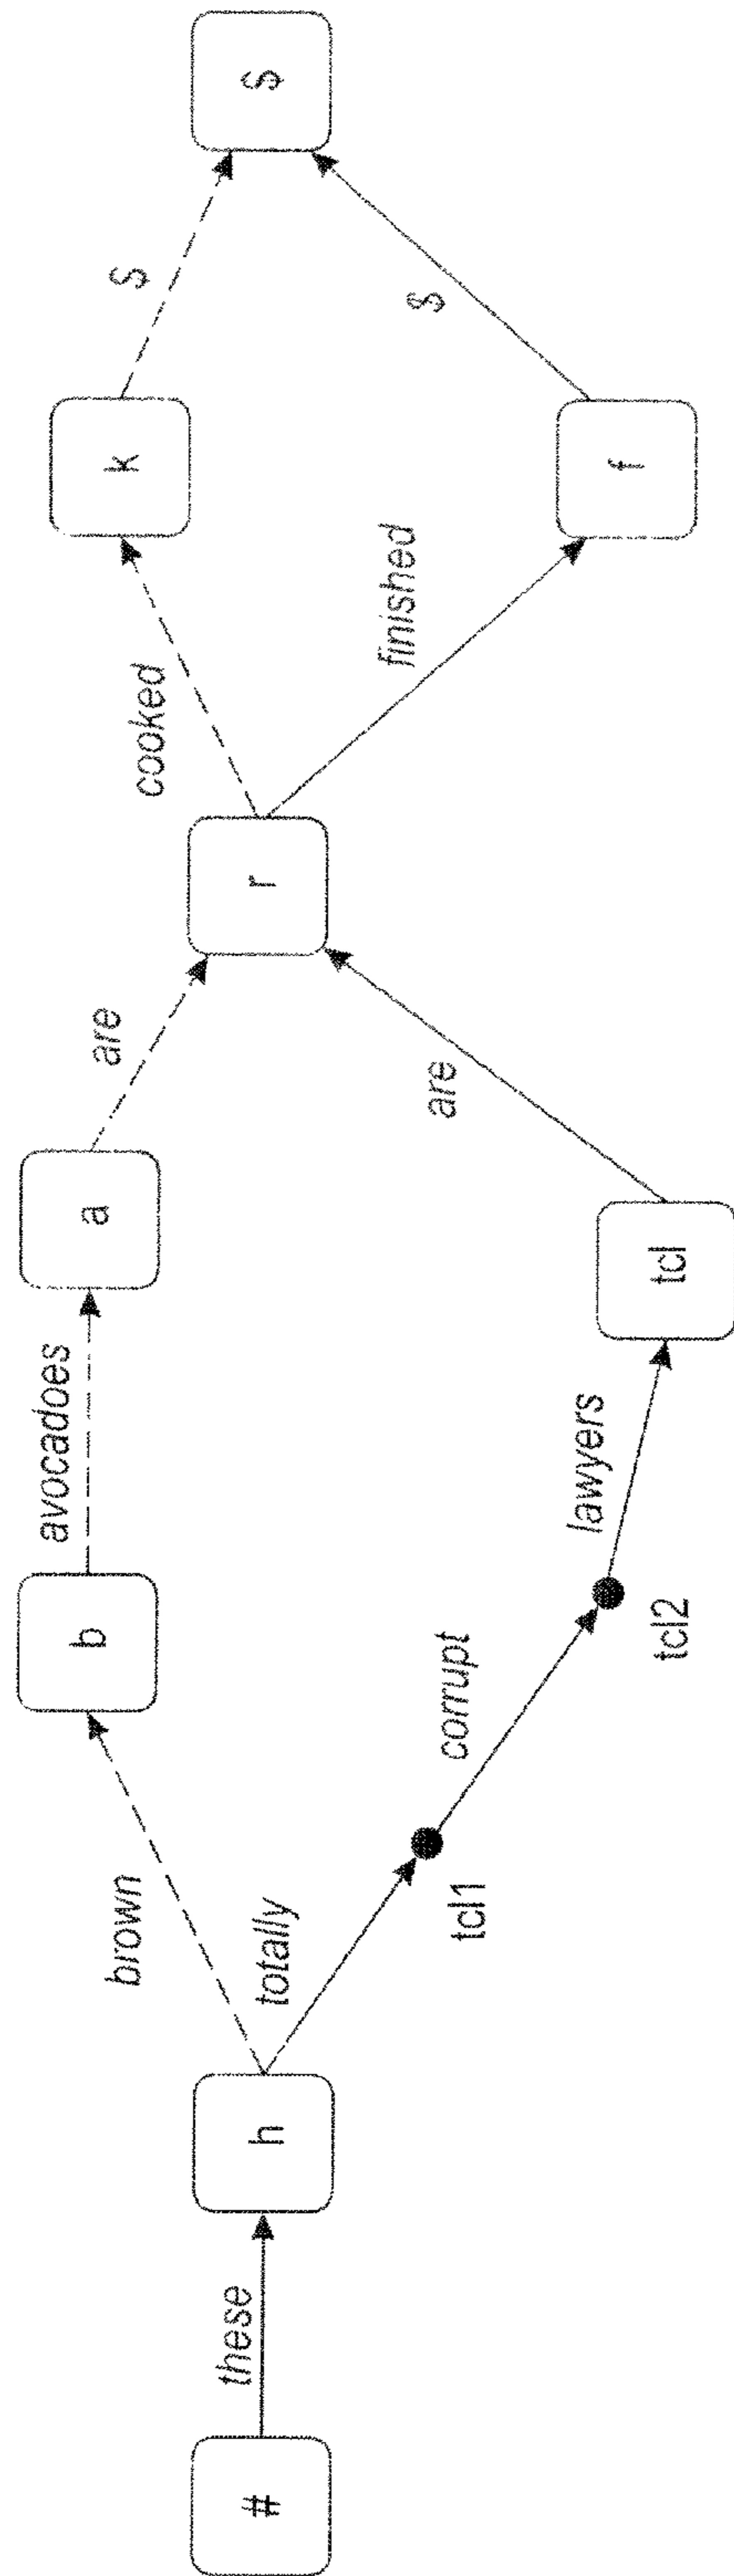 #
these
h
brown
totally
b
tcl1
avocadoes
corrupt
tcl2
a
lawyers
tcl
are
are
r
cooked
finished
k
f
$
$
$